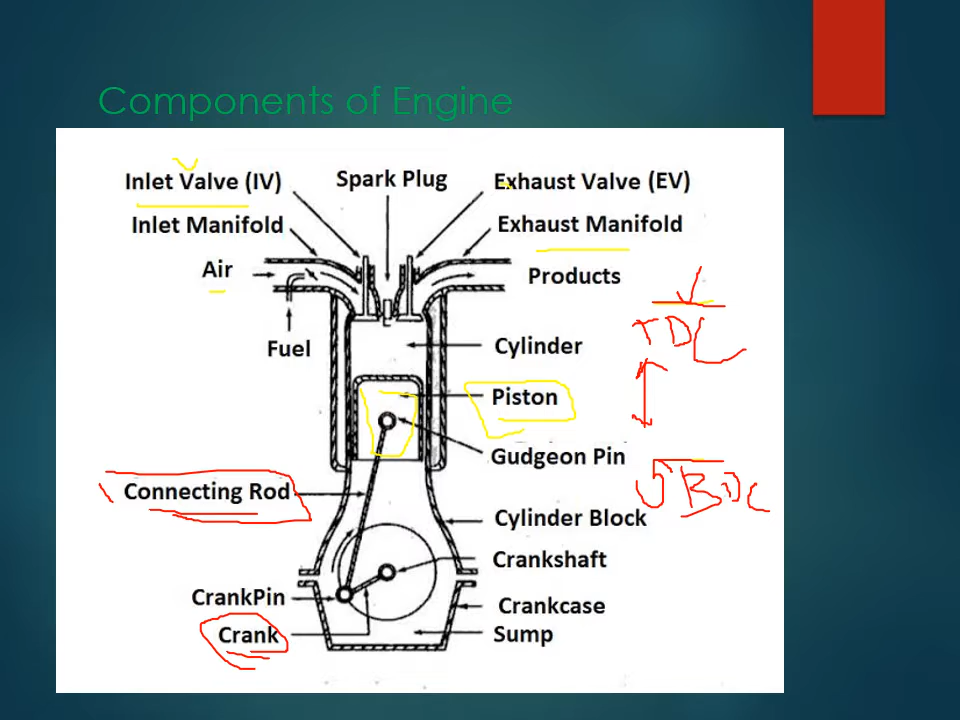 Components of Engine
Inlet Valve (IV)
Spark Plug
Exhaust Valve (EV)
Inlet Manifold
Exhaust Manifold
Air
Products
Fuel
Cylinder
Piston
Gudgeon Pin
Connecting Rod
Cylinder Block
Crankshaft
CrankPin
Crankcase
Crank
Sump
TDC
BDC